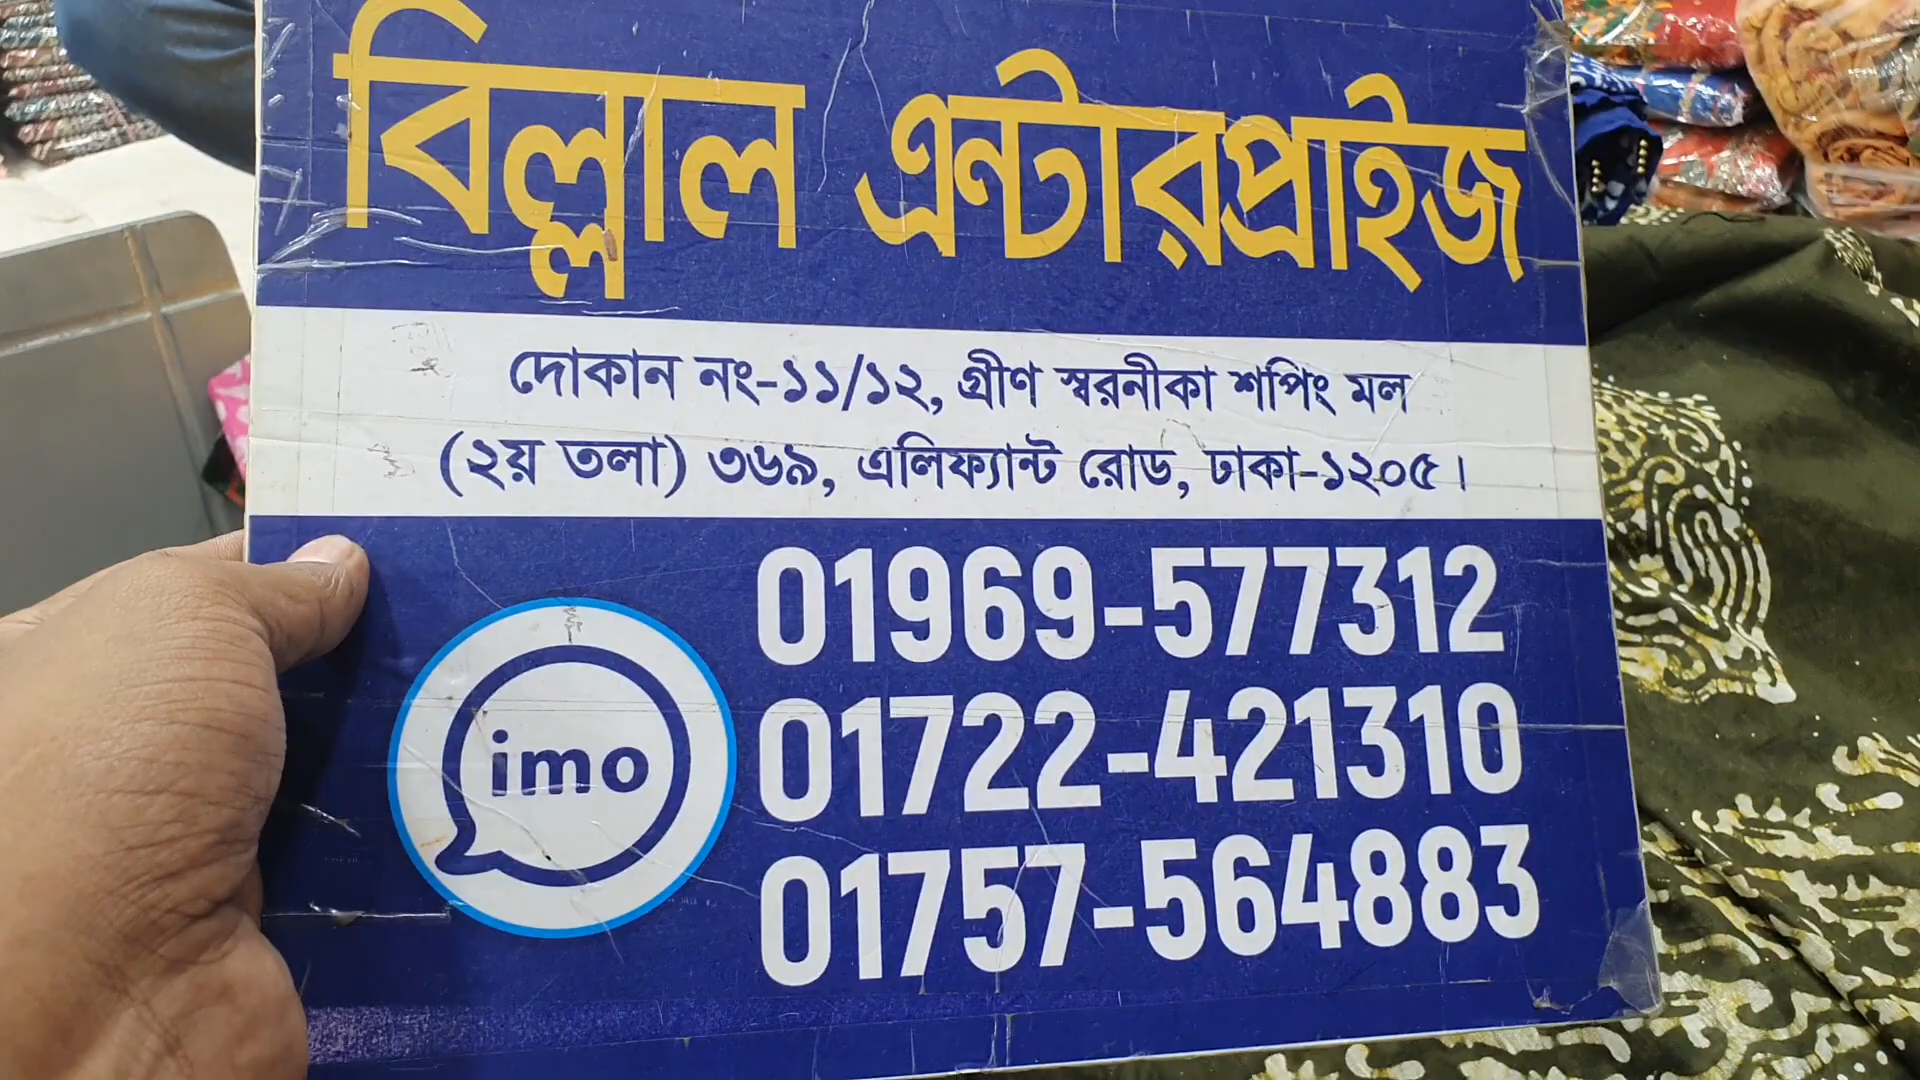 বিল্লাল এন্টারপ্রাইজ
দোকান নং-১১/১২, গ্রীণ স্বরনীকা শপিং মল
(২য় তলা) ৩৬৯, এলিফ্যান্ট রোড, ঢাকা-১২০৫।
imo
01969-577312
01722-421310
01757-564883